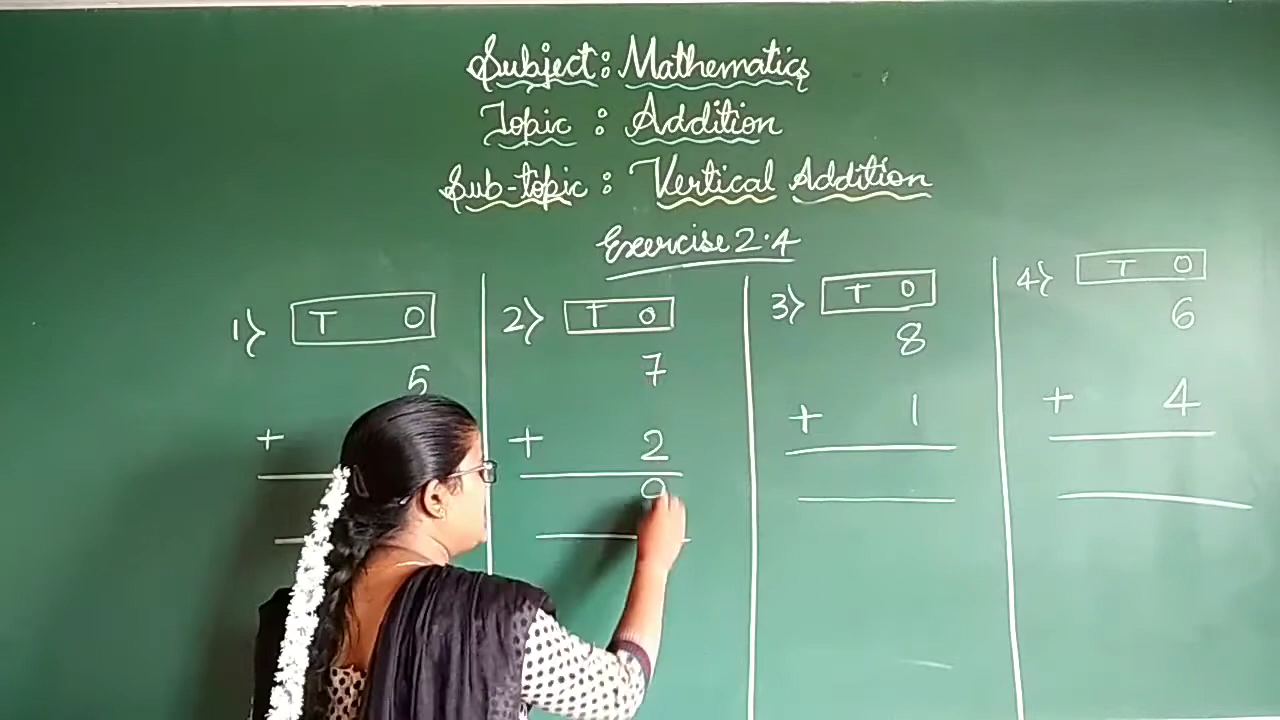 Subject: Mathematics
Topic : Addition
Sub-topic : Vertical Addition
Exercise 2.4
1) T O
5
+
2) T O
7
+ 2
9
3) T O
8
+ 1
4) T O
6
+ 4